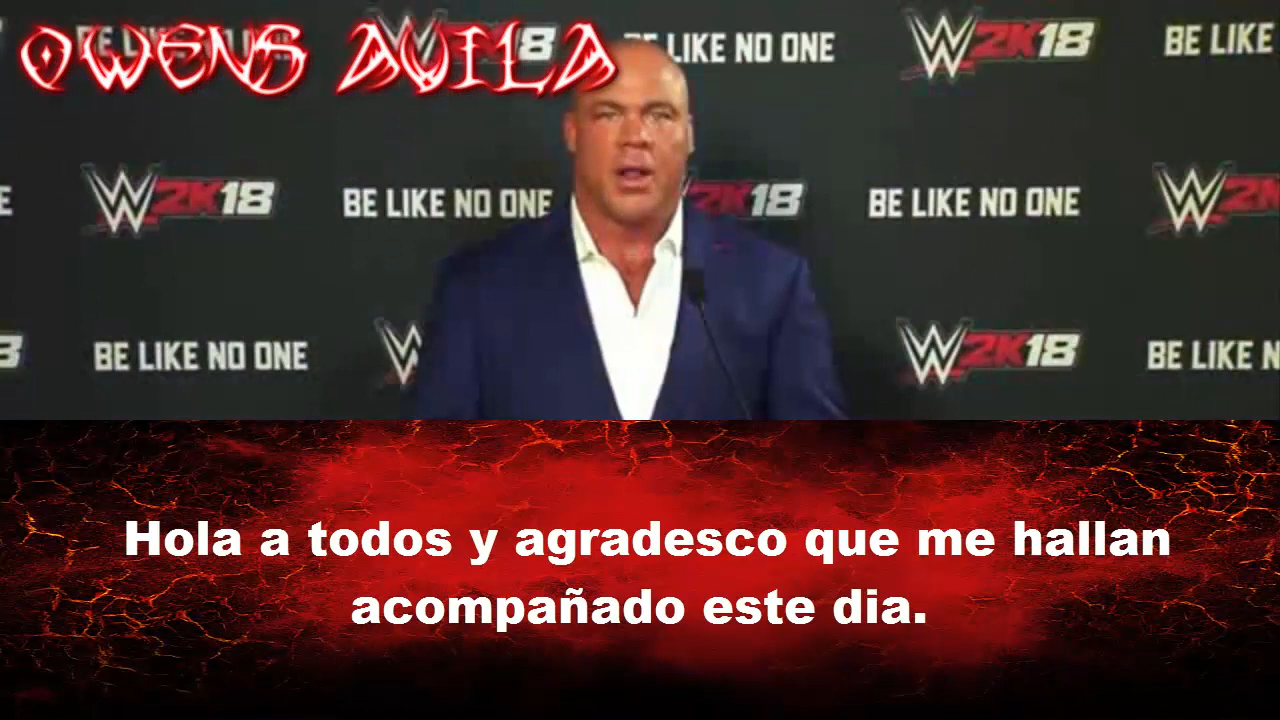 OWENS AVILA
BE LIKE NO ONE
WWE 2K18
BE LIKE
WWE 2K18
BE LIKE NO ONE
2K18
BE LIKE NO ONE
BE LIKE NO ONE
WWE 2K18
BE LIKE N
Hola a todos y agradesco que me hallan
acompañado este dia.